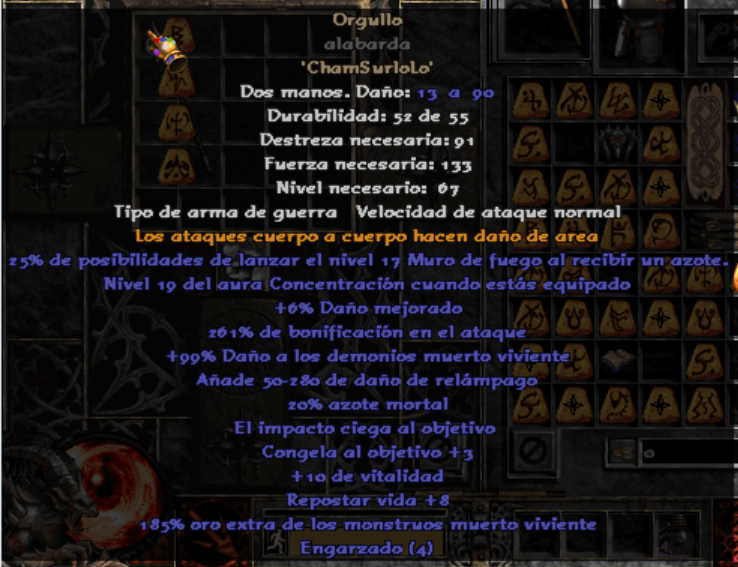 Orgullo
alabarda
'ChamSurIoLo'
Dos manos. Daño: 13 a 90
Durabilidad: 52 de 55
Destreza necesaria: 91
Fuerza necesaria: 133
Nivel necesario: 67
Tipo de arma de guerra Velocidad de ataque normal
Los ataques cuerpo a cuerpo hacen daño de area
25% de posibilidades de lanzar el nivel 17 Muro de fuego al recibir un azote.
Nivel 19 del aura Concentración cuando estás equipado
+6% Daño mejorado
261% de bonificación en el ataque
+99% Daño a los demonios muerto viviente
Añade 50-280 de daño de relámpago
20% azote mortal
El impacto ciega al objetivo
Congela al objetivo +3
+10 de vitalidad
Repostar vida +8
185% oro extra de los monstruos muerto viviente
Engarzado (4)
0